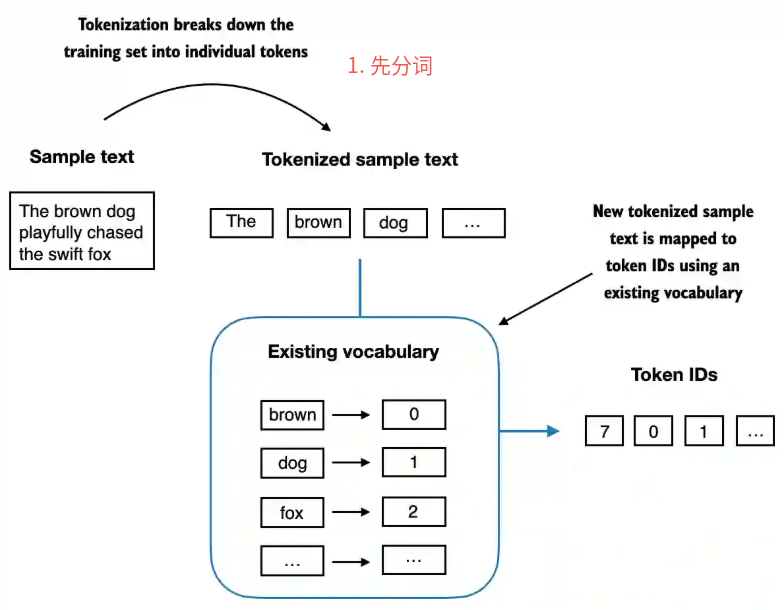 Tokenization breaks down the
training set into individual tokens
1. 先分词
Sample text
Tokenized sample text
The brown dog
playfully chased
the swift fox
The brown dog ...
New tokenized sample
text is mapped to
token IDs using an
existing vocabulary
Existing vocabulary
brown 0
dog 1
fox 2
... ...
Token IDs
7 0 1 ...